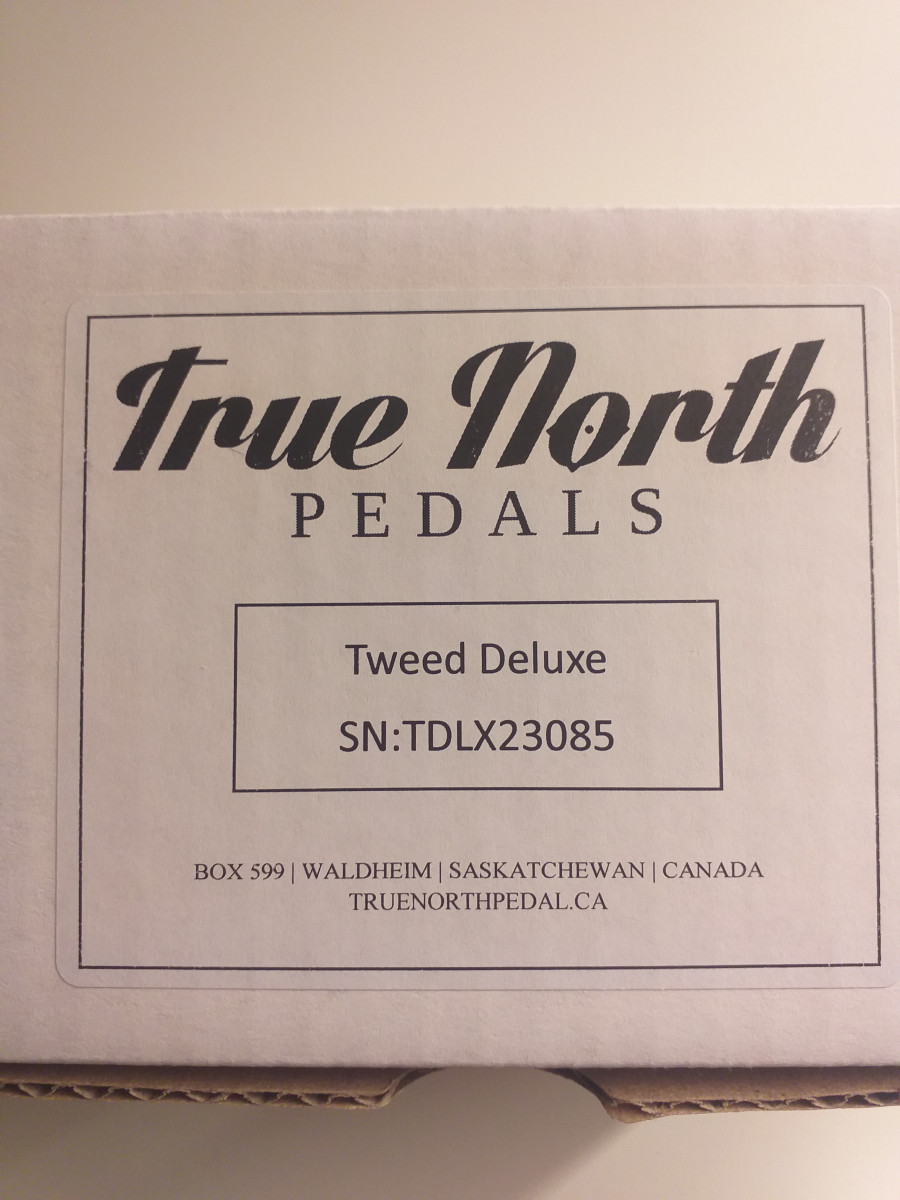 True North
PEDALS
Tweed Deluxe
SN:TDLX23085
BOX 599 | WALDHEIM | SASKATCHEWAN | CANADA
TRUENORTHPEDAL.CA